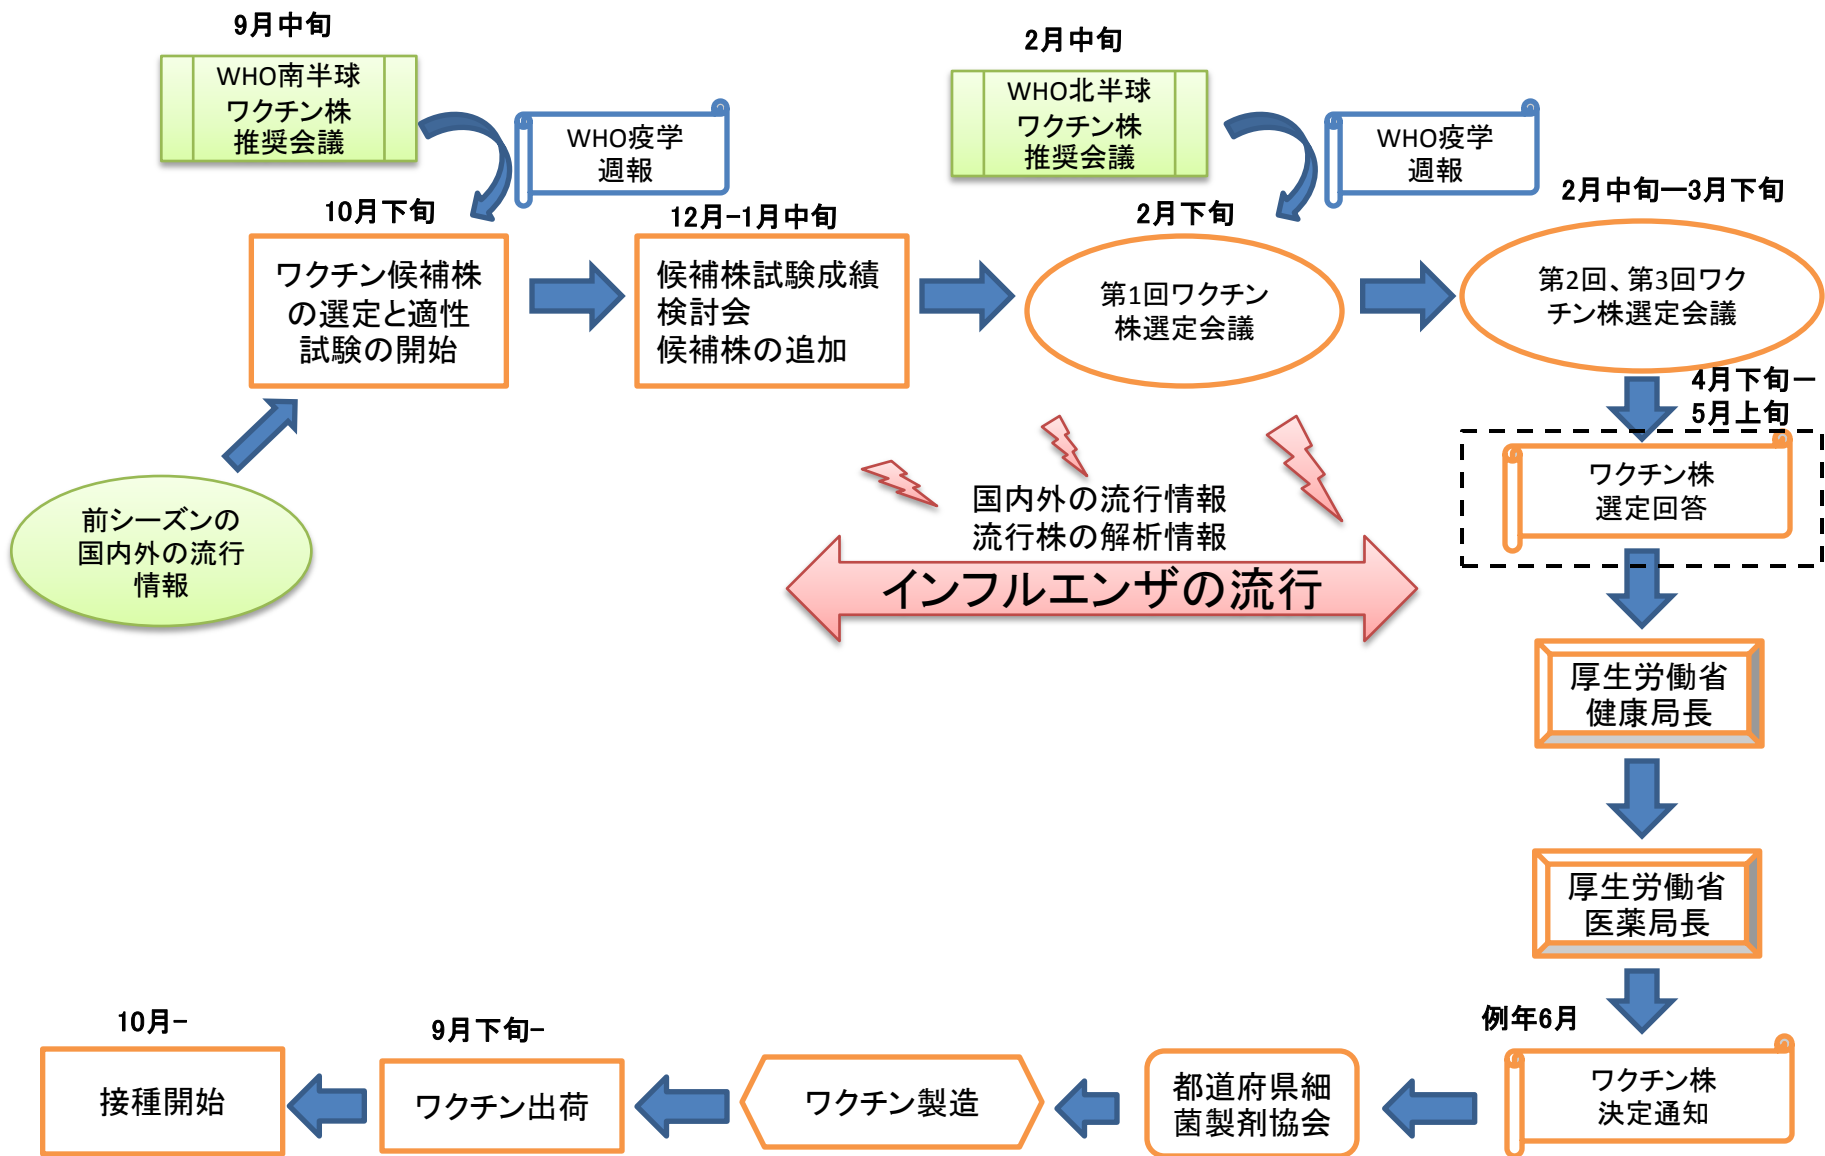 9月中旬
WHO南半球
ワクチン株
推奨会議
WHO疫学
週報
2月中旬
WHO北半球
ワクチン株
推奨会議
WHO疫学
週報
10月下旬
ワクチン候補株
の選定と適性
試験の開始
12月-1月中旬
候補株試験成績
検討会
候補株の追加
2月下旬
第1回ワクチン
株選定会議
2月中旬―3月下旬
第2回、第3回ワク
チン株選定会議
前シーズンの
国内外の流行
情報
国内外の流行情報
流行株の解析情報
インフルエンザの流行
4月下旬―
5月上旬
ワクチン株
選定回答
厚生労働省
健康局長
厚生労働省
医薬局長
例年6月
ワクチン株
決定通知
都道府県細
菌製剤協会
ワクチン製造
9月下旬-
ワクチン出荷
10月-
接種開始